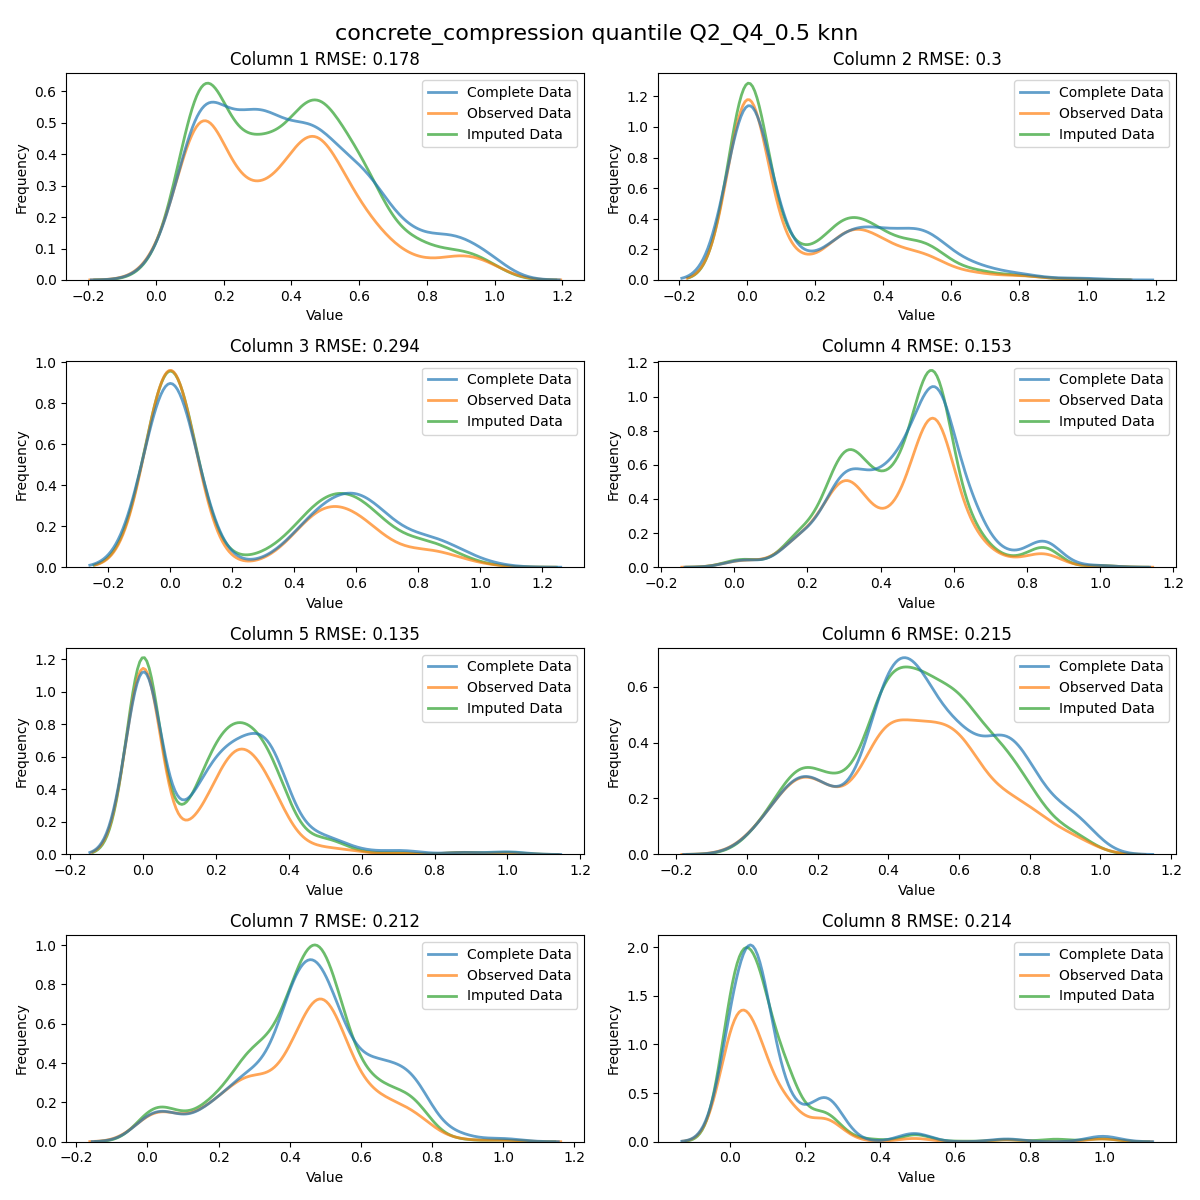 concrete_compression quantile Q2_Q4_0.5 knn
Column 1 RMSE: 0.178
Frequency
0.6
0.5
0.4
0.3
0.2
0.1
0.0
Complete Data
Observed Data
Imputed Data
−0.2 0.0 0.2 0.4 0.6 0.8 1.0 1.2
Value
Column 2 RMSE: 0.3
Frequency
1.2
1.0
0.8
0.6
0.4
0.2
0.0
Complete Data
Observed Data
Imputed Data
−0.2 0.0 0.2 0.4 0.6 0.8 1.0 1.2
Value
Column 3 RMSE: 0.294
Frequency
1.0
0.8
0.6
0.4
0.2
0.0
Complete Data
Observed Data
Imputed Data
−0.2 0.0 0.2 0.4 0.6 0.8 1.0 1.2
Value
Column 4 RMSE: 0.153
Frequency
1.2
1.0
0.8
0.6
0.4
0.2
0.0
Complete Data
Observed Data
Imputed Data
−0.2 0.0 0.2 0.4 0.6 0.8 1.0 1.2
Value
Column 5 RMSE: 0.135
Frequency
1.2
1.0
0.8
0.6
0.4
0.2
0.0
Complete Data
Observed Data
Imputed Data
−0.2 0.0 0.2 0.4 0.6 0.8 1.0 1.2
Value
Column 6 RMSE: 0.215
Frequency
0.6
0.4
0.2
0.0
Complete Data
Observed Data
Imputed Data
−0.2 0.0 0.2 0.4 0.6 0.8 1.0 1.2
Value
Column 7 RMSE: 0.212
Frequency
1.0
0.8
0.6
0.4
0.2
0.0
Complete Data
Observed Data
Imputed Data
−0.2 0.0 0.2 0.4 0.6 0.8 1.0 1.2
Value
Column 8 RMSE: 0.214
Frequency
2.0
1.5
1.0
0.5
0.0
Complete Data
Observed Data
Imputed Data
0.0 0.2 0.4 0.6 0.8 1.0
Value